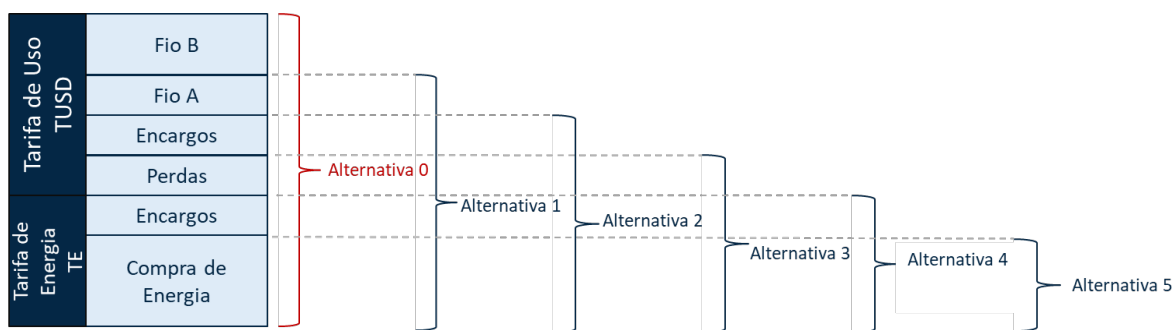 Tarifa de Uso
TUSD
Fio B
Fio A
Encargos
Perdas
Tarifa de
Energia
TE
Encargos
Compra de
Energia
Alternativa 0
Alternativa 1
Alternativa 2
Alternativa 3
Alternativa 4
Alternativa 5